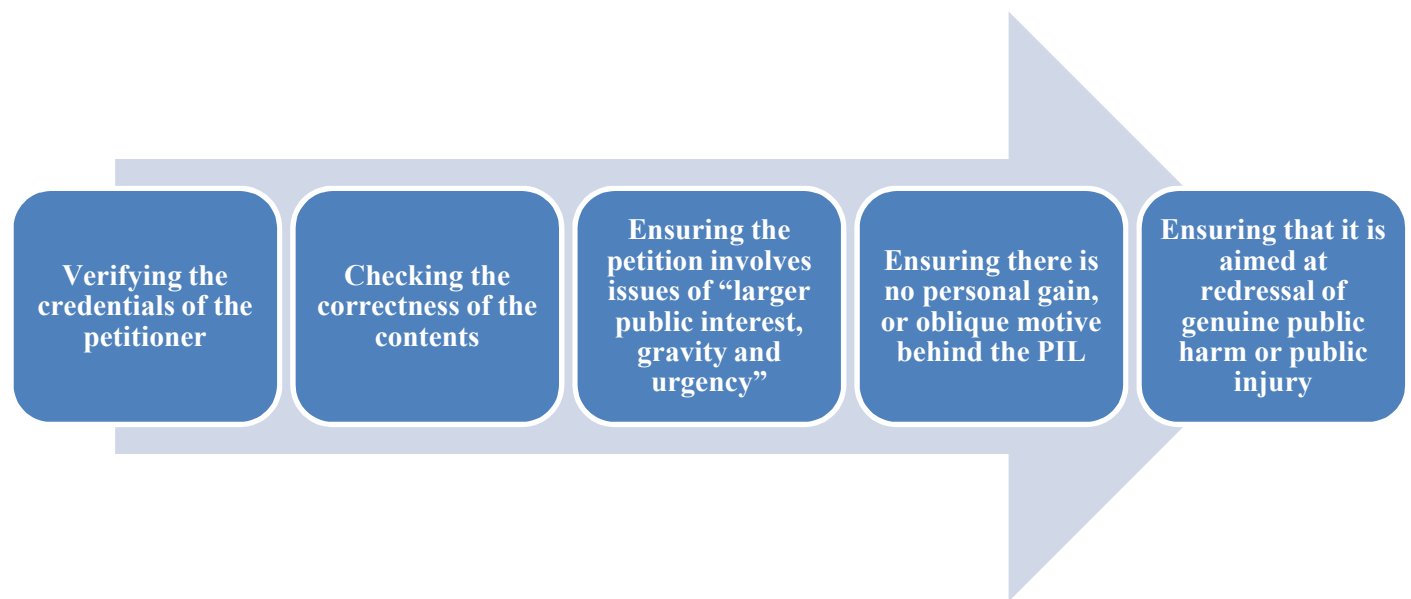 Verifying the
credentials of the
petitioner
Checking the
correctness of the
contents
Ensuring the
petition involves
issues of “larger
public interest,
gravity and
urgency”
Ensuring there is
no personal gain,
or oblique motive
behind the PIL
Ensuring that it is
aimed at
redressal of
genuine public
harm or public
injury